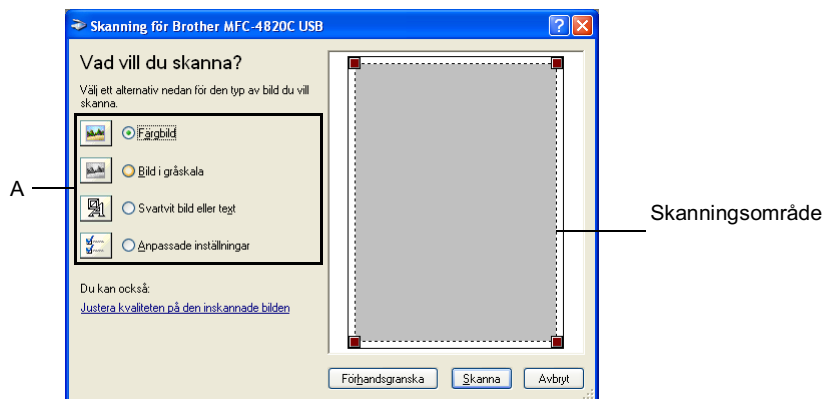 Skanning för Brother MFC-4820C USB
Vad vill du skanna?
Välj ett alternativ nedan för den typ av bild du vill
skanna.
Färgbild
Bild i gråskala
Svartvit bild eller text
Anpassade inställningar
A
Skanningsområde
Du kan också:
Justera kvaliteten på den inskannade bilden
Förhandsgranska
Skanna
Avbryt